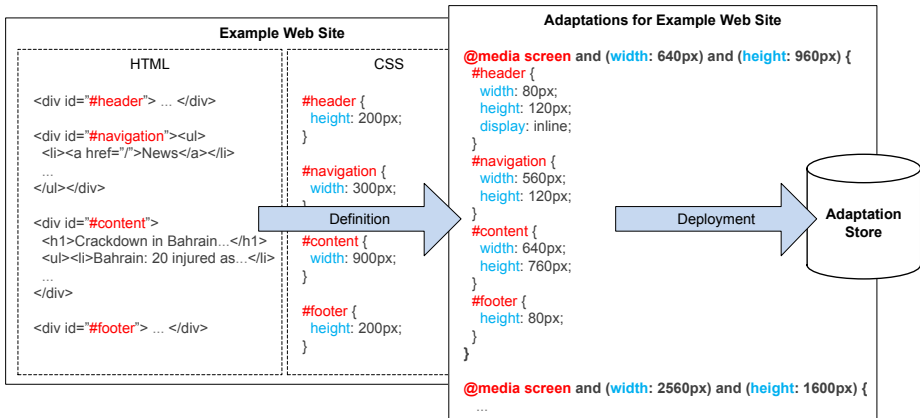 Example Web Site
HTML
<div id="#header"> ... </div>
<div id="#navigation"><ul>
<li><a href="/">News</a></li>
...
</ul></div>
<div id="#content">
<h1>Crackdown in Bahrain...</h1>
<ul><li>Bahrain: 20 injured as...</li>
...
</div>
<div id="#footer"> ... </div>
CSS
#header {
height: 200px;
}
#navigation {
width: 300px;
}
#content {
width: 900px;
}
#footer {
height: 200px;
}
Definition
Adaptations for Example Web Site
@media screen and (width: 640px) and (height: 960px) {
#header {
width: 80px;
height: 120px;
display: inline;
}
#navigation {
width: 560px;
height: 120px;
}
#content {
width: 640px;
height: 760px;
}
#footer {
height: 80px;
}
}
@media screen and (width: 2560px) and (height: 1600px) {
...
Deployment
Adaptation
Store